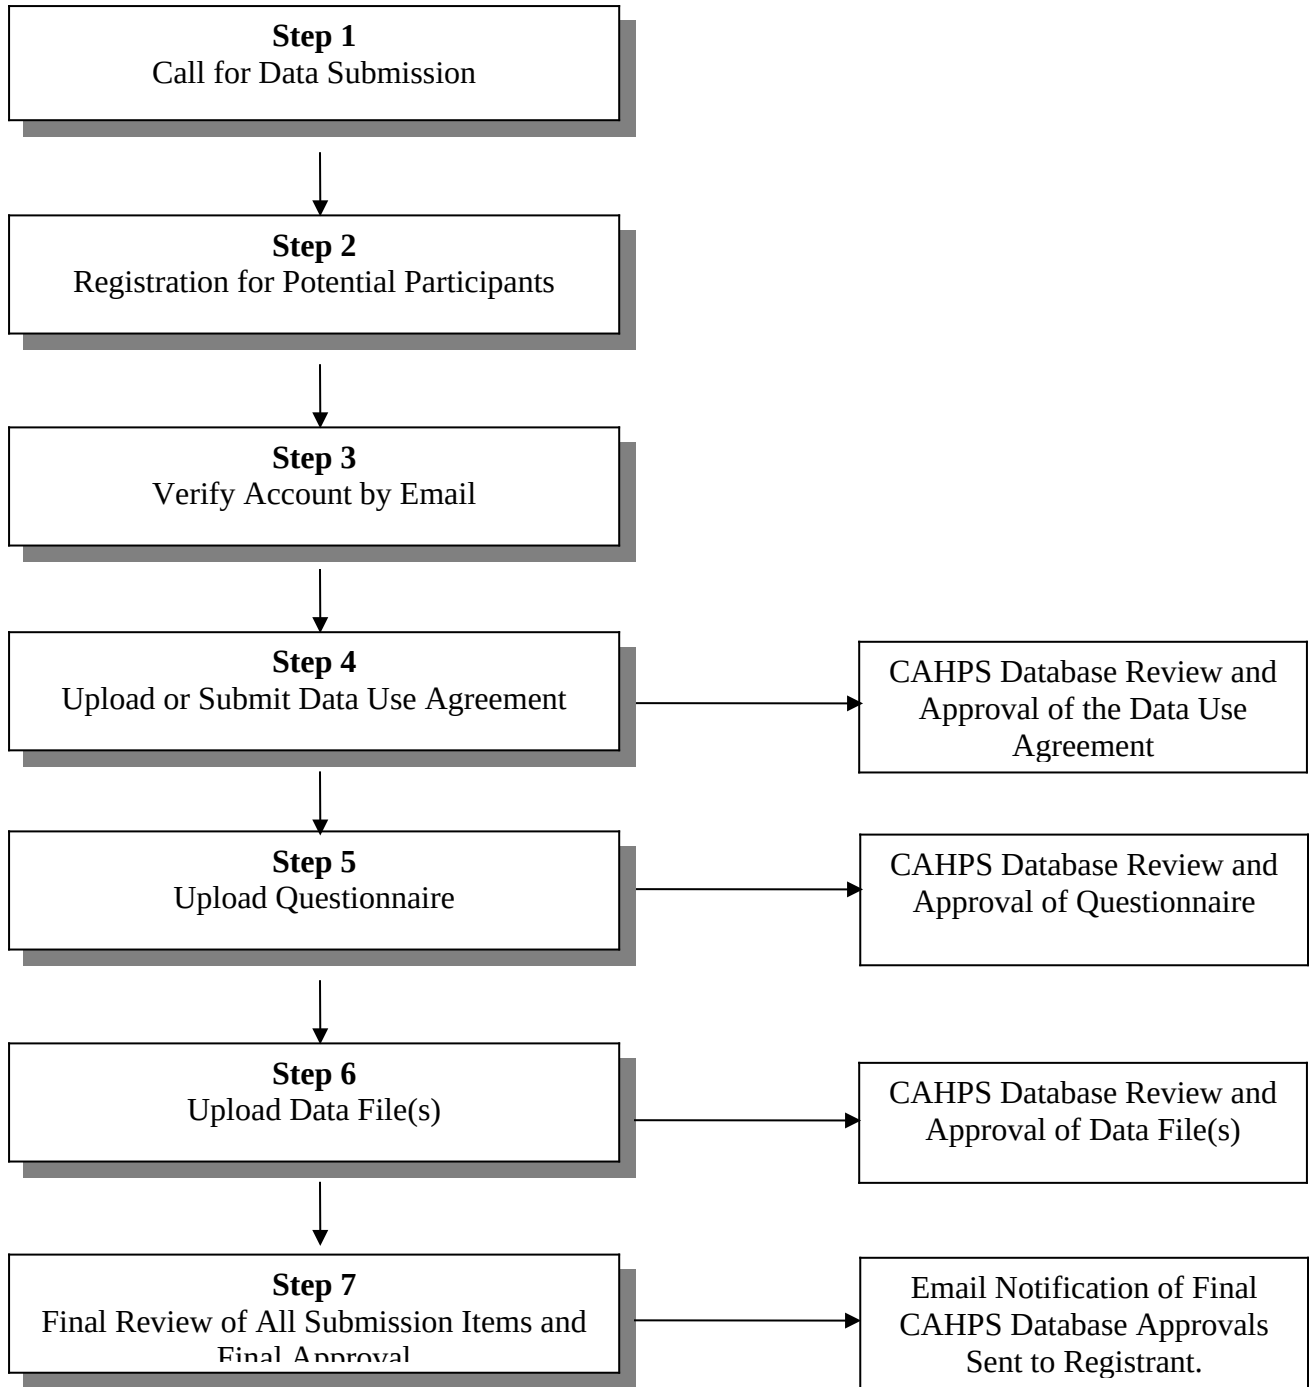 Step 1
Call for Data Submission
Step 2
Registration for Potential Participants
Step 3
Verify Account by Email
Step 4
Upload or Submit Data Use Agreement
CAHPS Database Review and
Approval of the Data Use
Agreement
Step 5
Upload Questionnaire
CAHPS Database Review and
Approval of Questionnaire
Step 6
Upload Data File(s)
CAHPS Database Review and
Approval of Data File(s)
Step 7
Final Review of All Submission Items and
Final Approval
Email Notification of Final
CAHPS Database Approvals
Sent to Registrant.